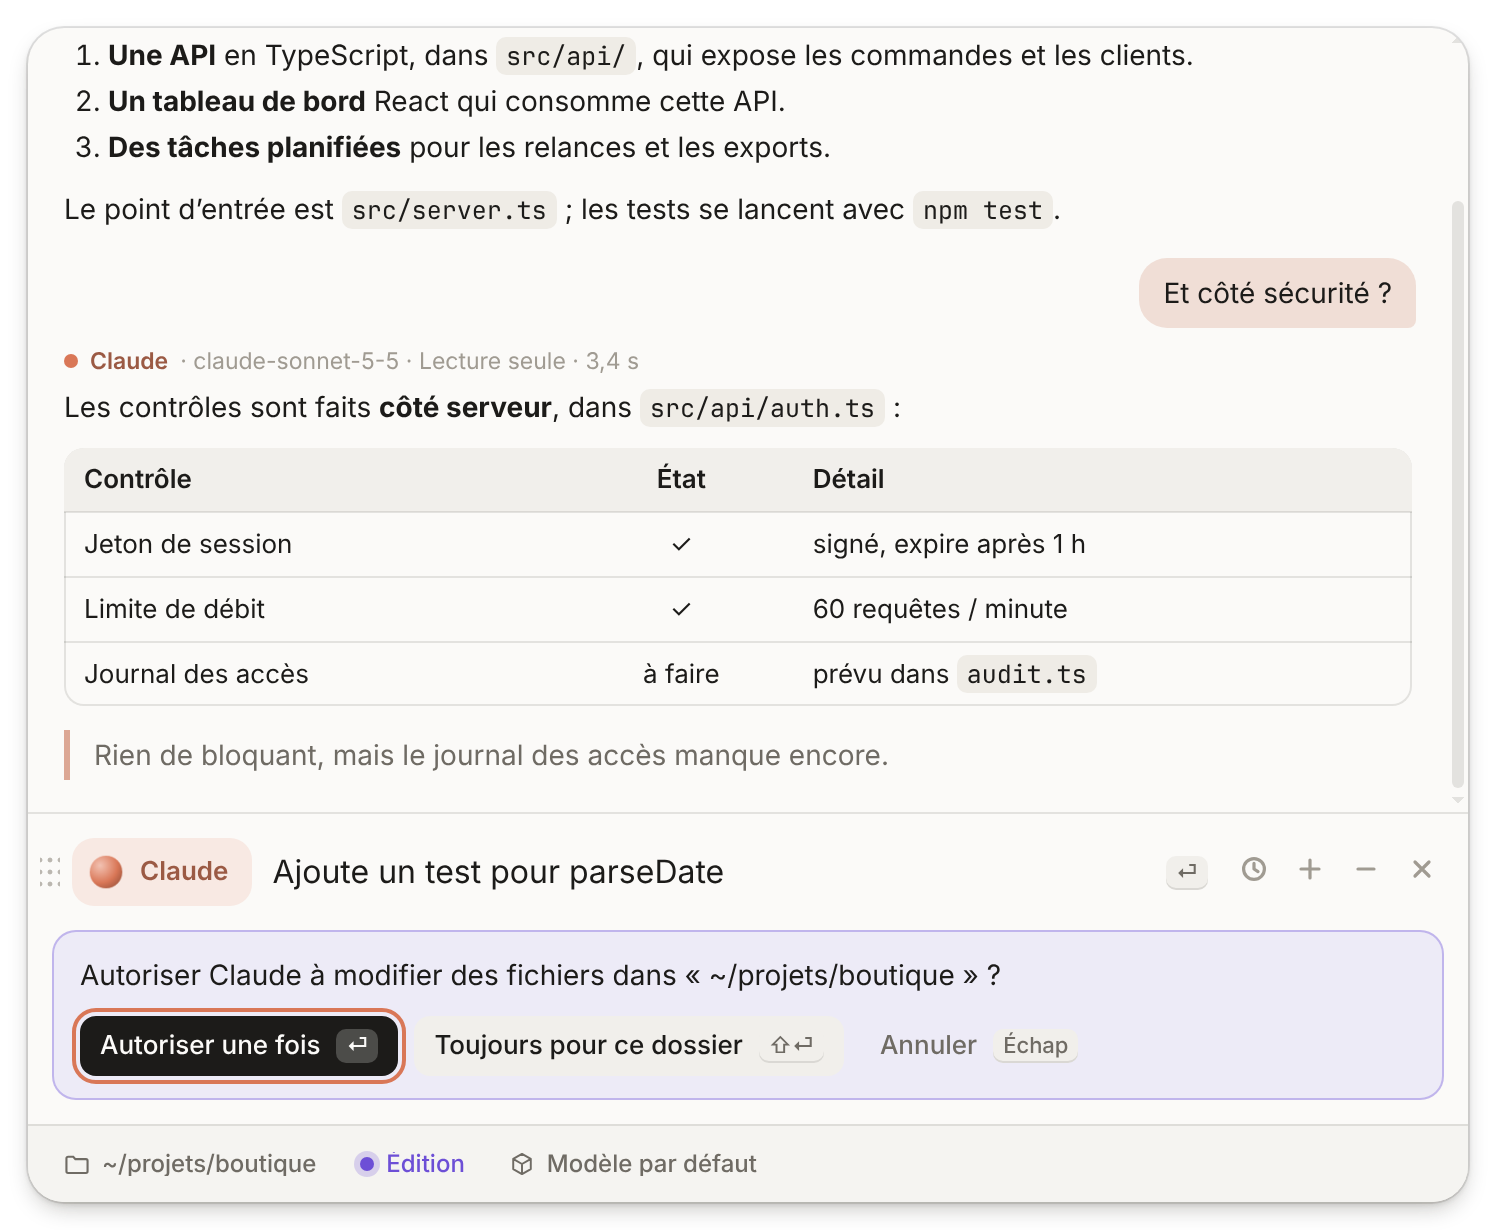 1. Une API en TypeScript, dans src/api/, qui expose les commandes et les clients.
2. Un tableau de bord React qui consomme cette API.
3. Des tâches planifiées pour les relances et les exports.
Le point d’entrée est src/server.ts ; les tests se lancent avec npm test.
Et côté sécurité ?
Claude · claude-sonnet-5-5 · Lecture seule · 3,4 s
Les contrôles sont faits côté serveur, dans src/api/auth.ts :
Contrôle État Détail
Jeton de session ✓ signé, expire après 1 h
Limite de débit ✓ 60 requêtes / minute
Journal des accès à faire prévu dans audit.ts
Rien de bloquant, mais le journal des accès manque encore.
Claude Ajoute un test pour parseDate
Autoriser Claude à modifier des fichiers dans « ~/projets/boutique » ?
Autoriser une fois Toujours pour ce dossier Annuler Échap
~/projets/boutique Édition Modèle par défaut